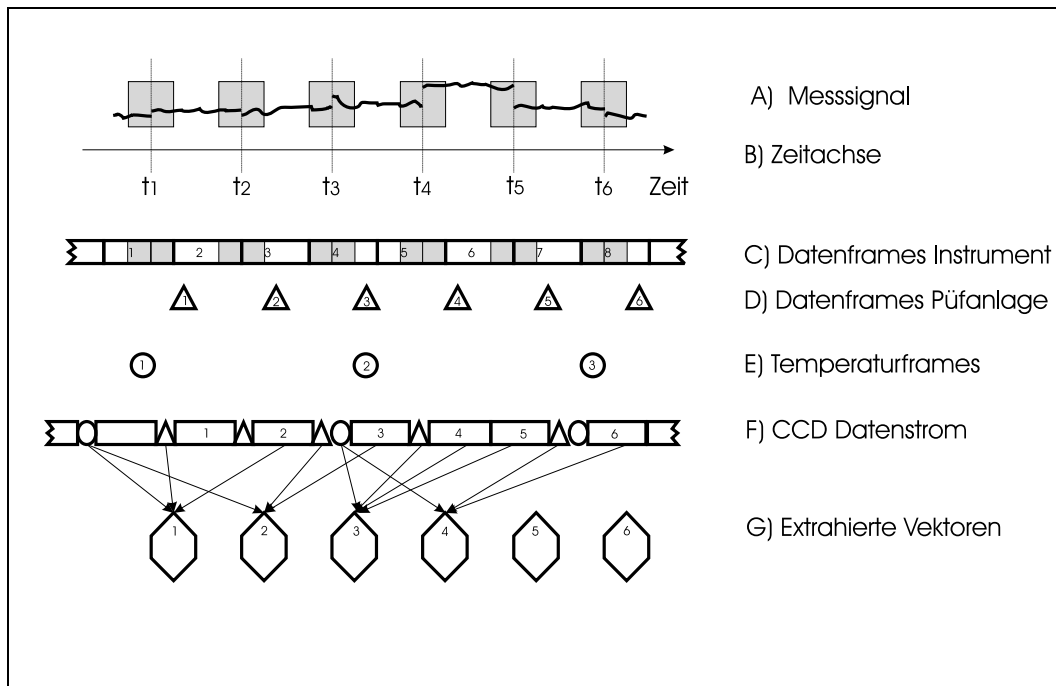 A) Messsignal
B) Zeitachse
t1 t2 t3 t4 t5 t6 Zeit
1 2 3 4 5 6 7 8
C) Datenframes Instrument
1 2 3 4 5 6
D) Datenframes Püfanlage
1 2 3
E) Temperaturframes
1 2 3 4 5 6
F) CCD Datenstrom
1 2 3 4 5 6
G) Extrahierte Vektoren